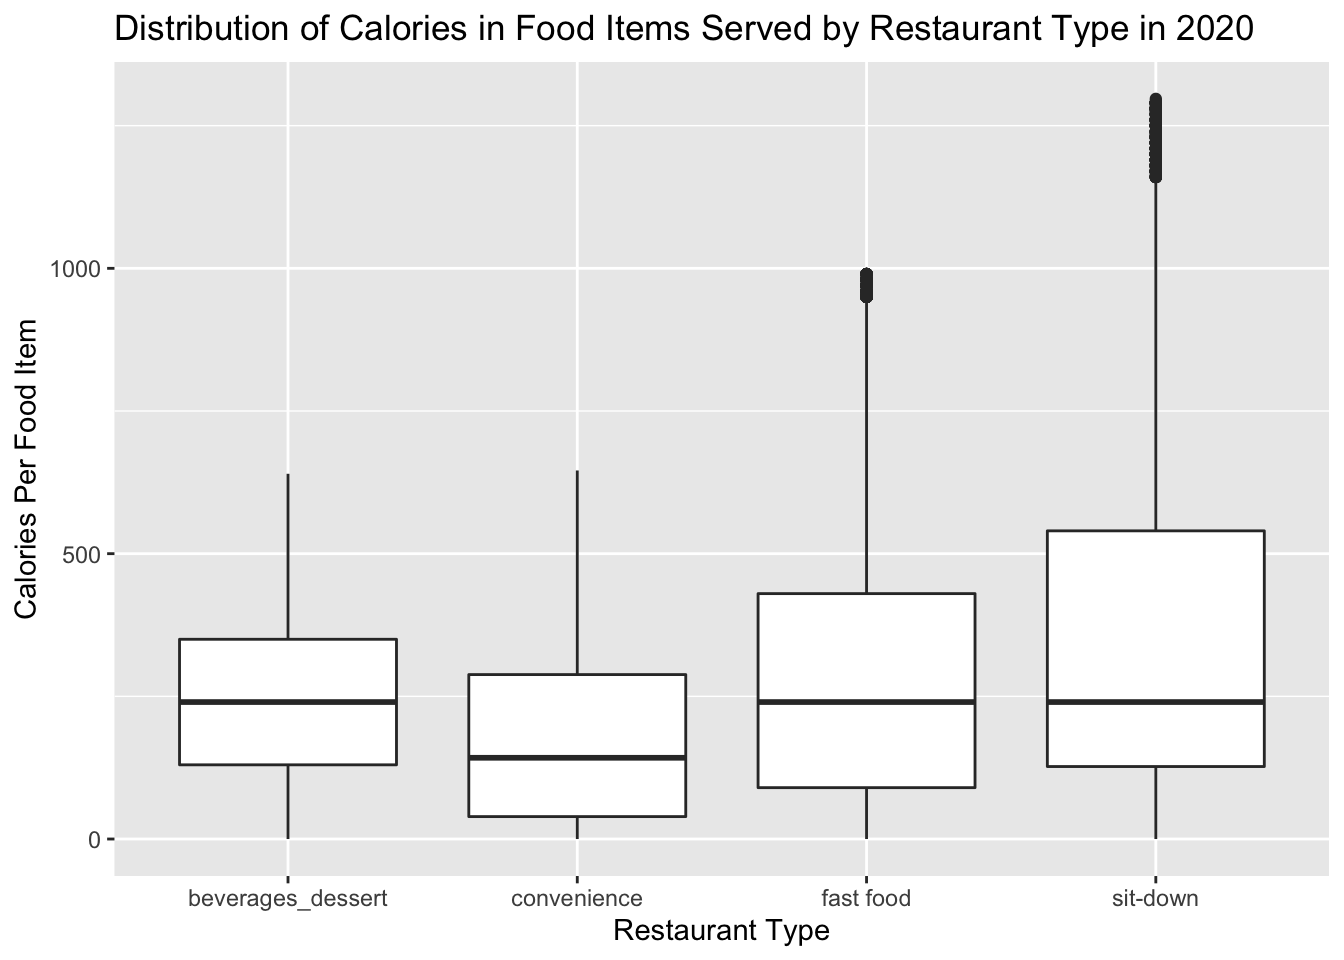 Distribution of Calories in Food Items Served by Restaurant Type in 2020
Calories Per Food Item
1000
500
0
beverages_dessert
convenience
fast food
sit-down
Restaurant Type